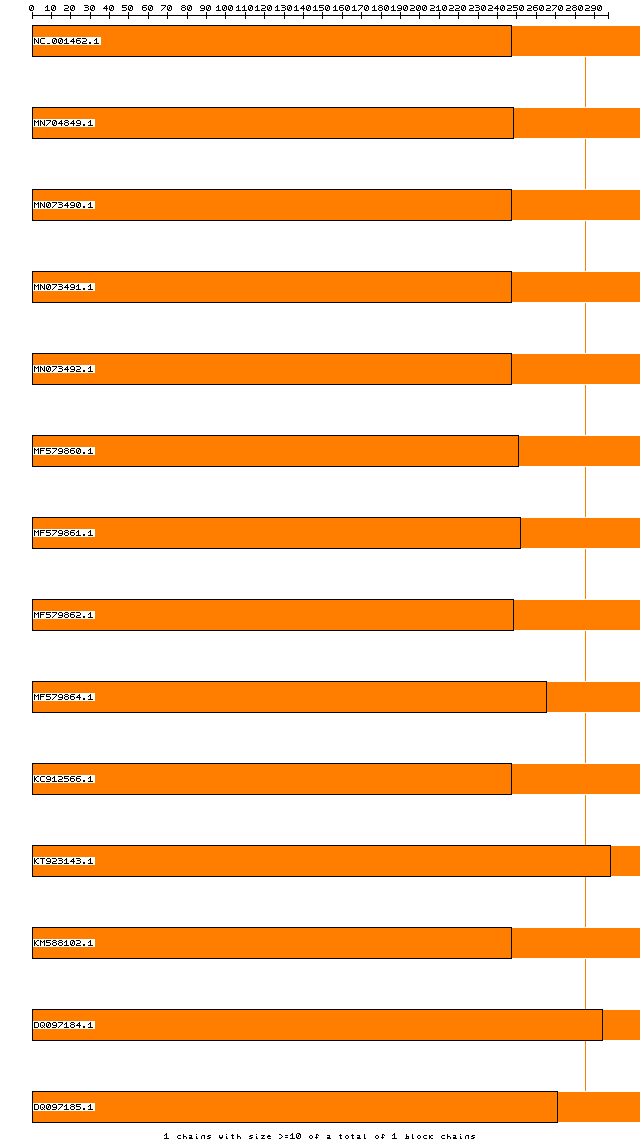 0 10 20 30 40 50 60 70 80 90 100 110 120 130 140 150 160 170 180 190 200 210 220 230 240 250 260 270 280 290
NC_001462.1
MN704849.1
MN073490.1
MN073491.1
MN073492.1
MF579860.1
MF579861.1
MF579862.1
MF579864.1
KC912566.1
KT923143.1
KM588102.1
DQ097184.1
DQ097185.1
1 chains with size >=10 of a total of 1 block chains